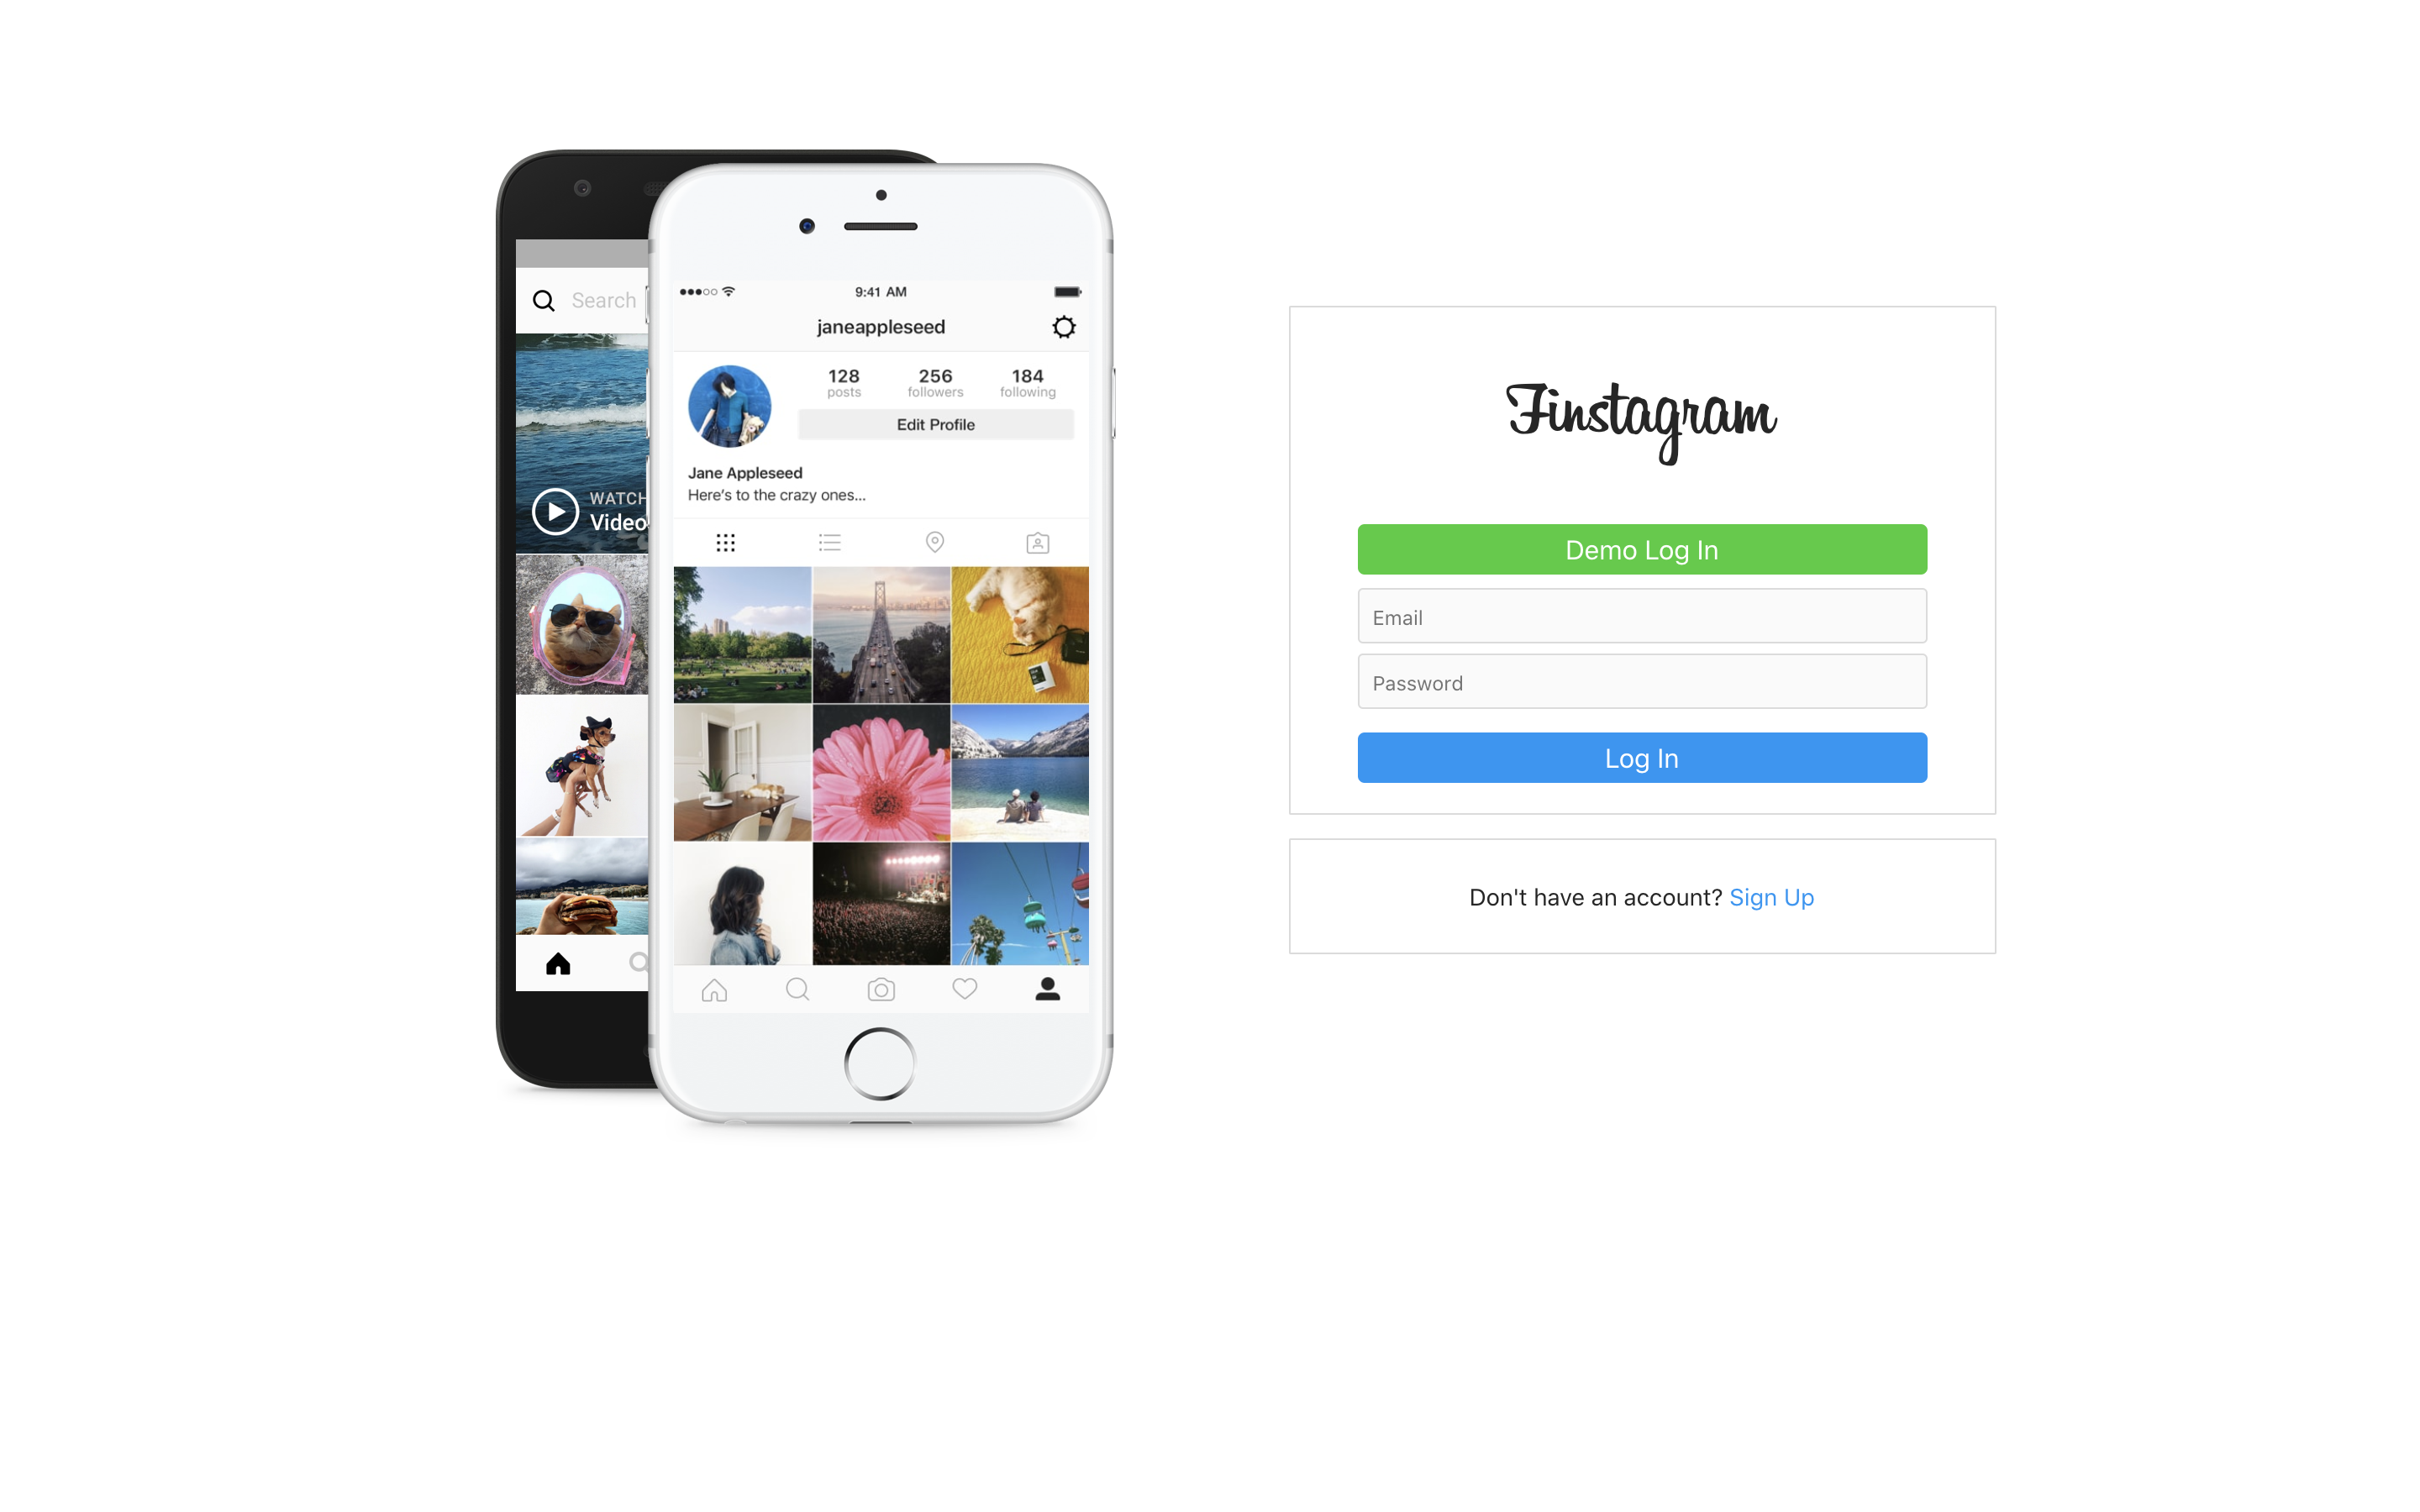 Search
WATCH
Video
9:41 AM
janeappleseed
128 256 184
posts followers following
Edit Profile
Jane Appleseed
Here's to the crazy ones...
Finstagram
Demo Log In
Email
Password
Log In
Don't have an account? Sign Up